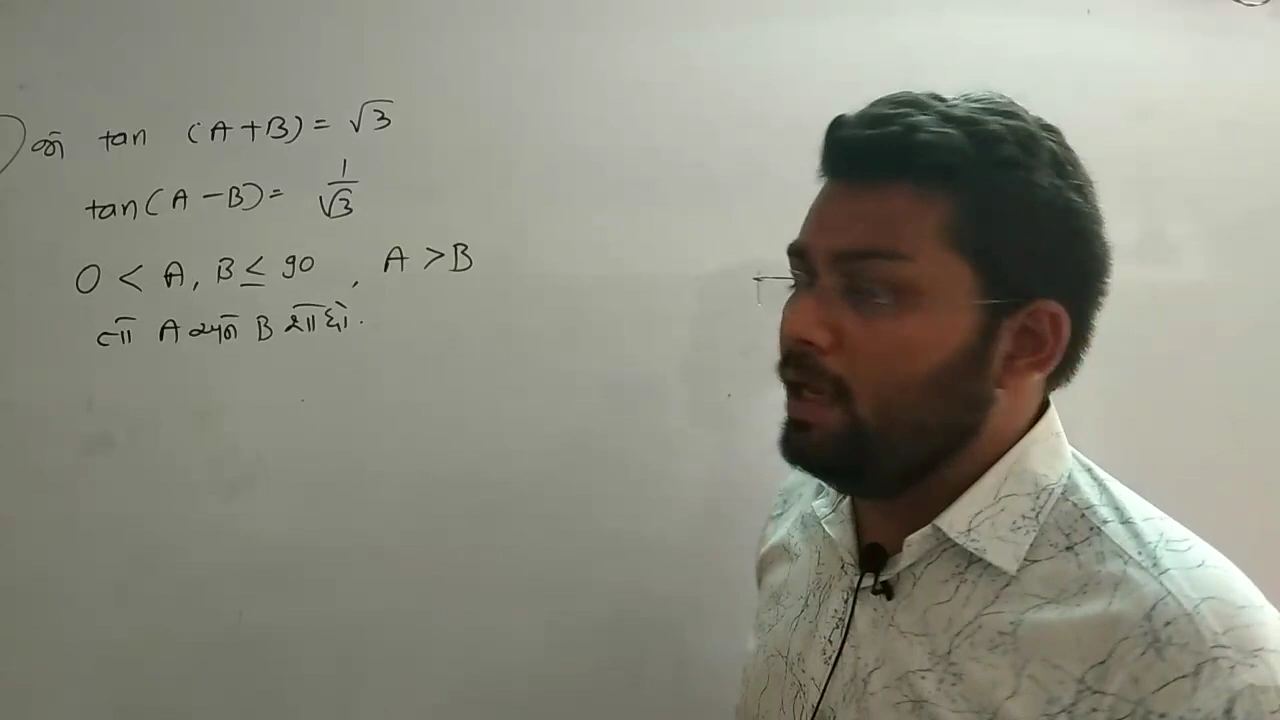 જો tan (A+B) = √3
tan(A-B) = 1/√3
0 < A, B ≤ 90 , A > B
તો A અને B શોધો.